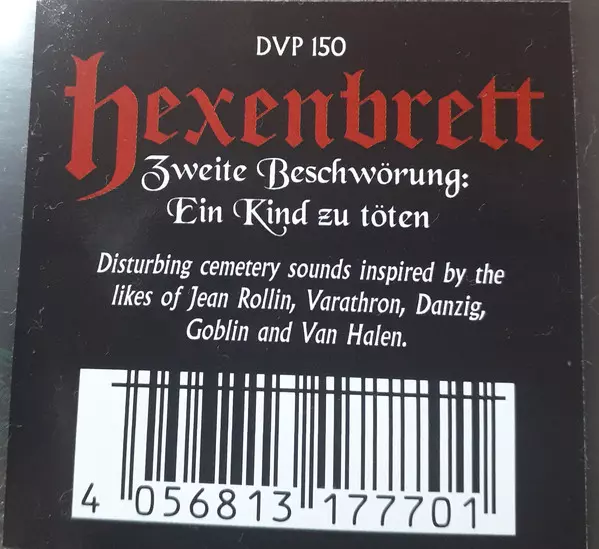 DVP 150
hexenbrett
Zweite Beschwörung:
Ein Kind zu töten
Disturbing cemetery sounds inspired by the
likes of Jean Rollin, Varathron, Danzig,
Goblin and Van Halen.
4 056813 177701